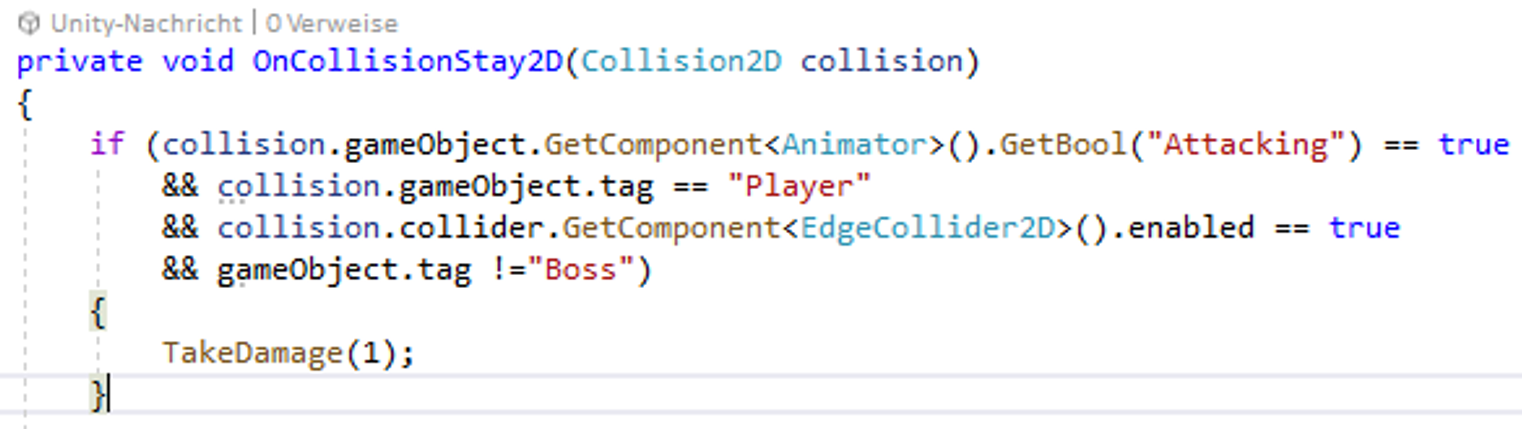 Unity-Nachricht | 0 Verweise
private void OnCollisionStay2D(Collision2D collision)
{
if (collision.gameObject.GetComponent<Animator>().GetBool("Attacking") == true
&& collision.gameObject.tag == "Player"
&& collision.collider.GetComponent<EdgeCollider2D>().enabled == true
&& gameObject.tag !="Boss")
{
TakeDamage(1);
}